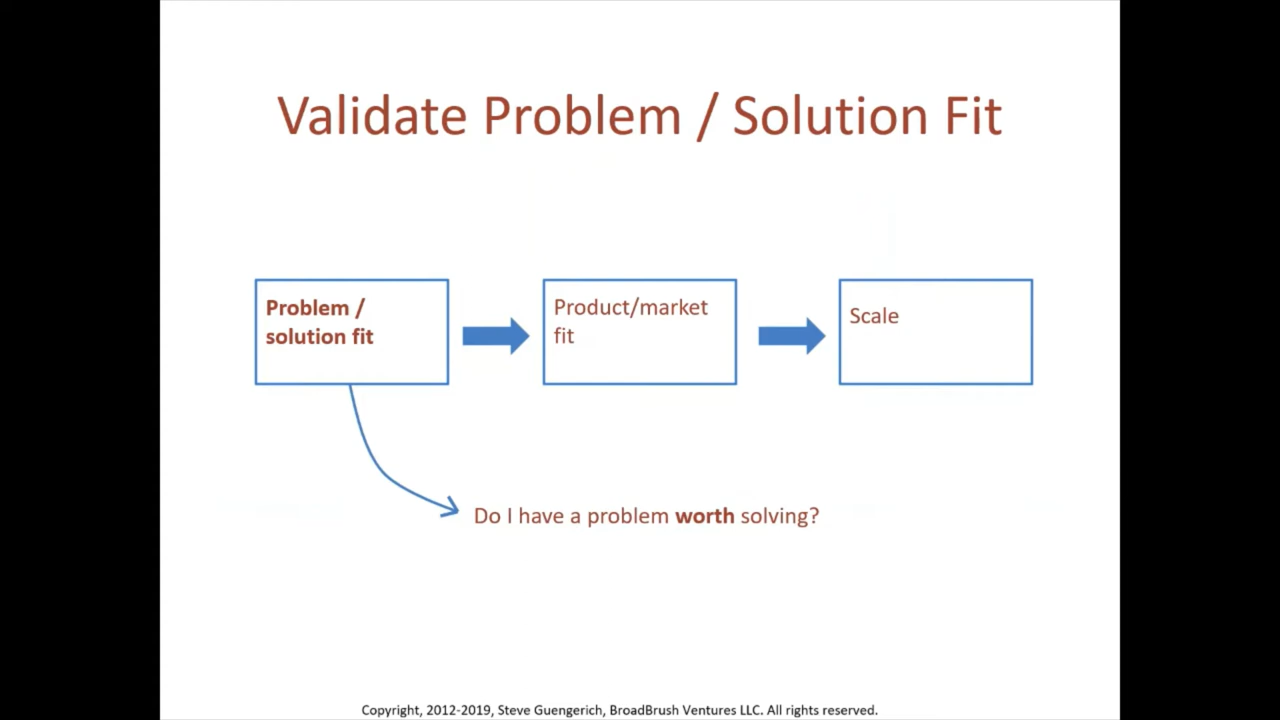 Validate Problem / Solution Fit
Problem /
solution fit
Product/market
fit
Scale
Do I have a problem worth solving?
Copyright, 2012-2019, Steve Guengerich, BroadBrush Ventures LLC. All rights reserved.